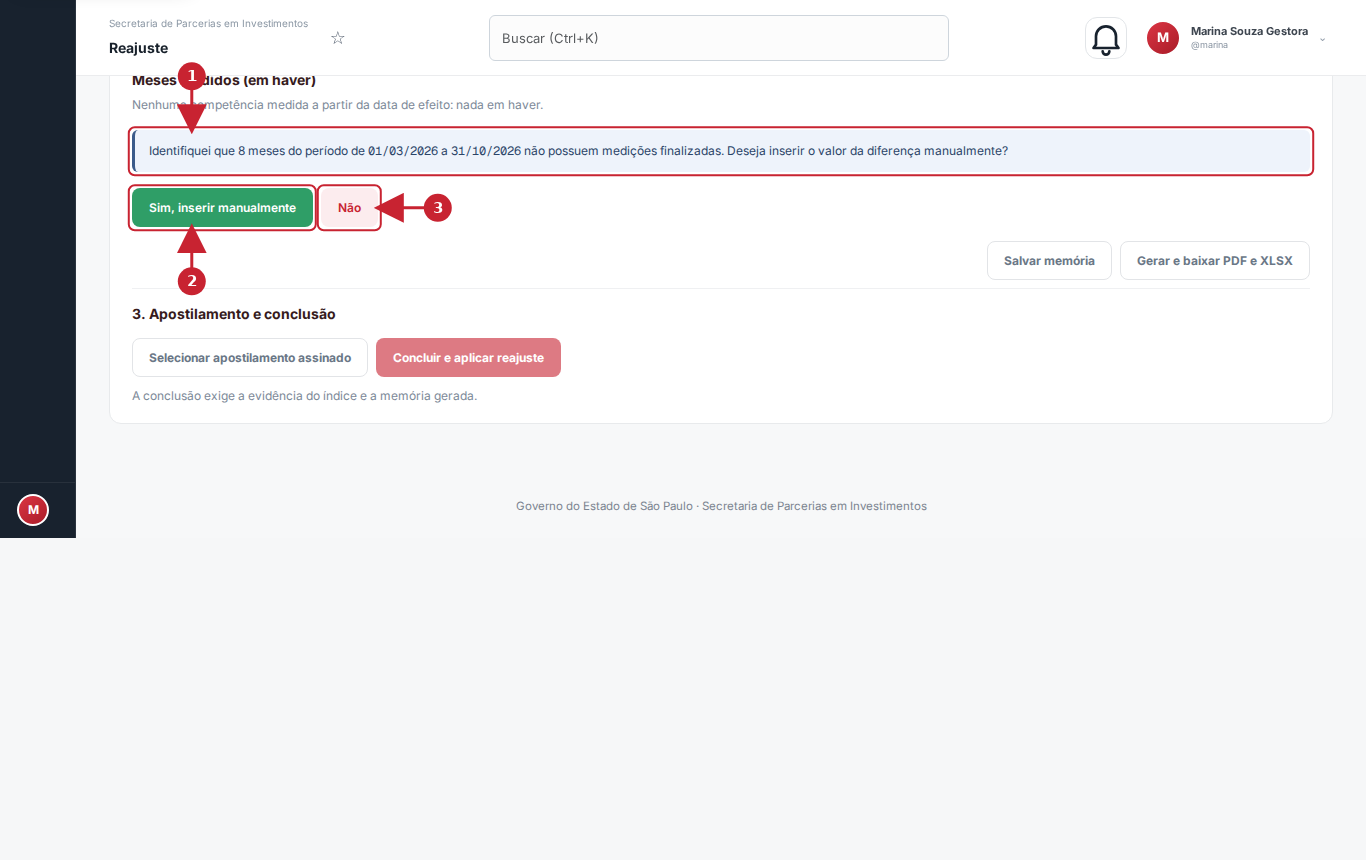 Secretaria de Parcerias em Investimentos
Reajuste
Buscar (Ctrl+K)
M
Marina Souza Gestora
@marina
1
Meses didos (em haver)
Nenhuma competência medida a partir da data de efeito: nada em haver.
Identifiquei que 8 meses do período de 01/03/2026 a 31/10/2026 não possuem medições finalizadas. Deseja inserir o valor da diferença manualmente?
Sim, inserir manualmente
Não
3
2
Salvar memória
Gerar e baixar PDF e XLSX
3. Apostilamento e conclusão
Selecionar apostilamento assinado
Concluir e aplicar reajuste
A conclusão exige a evidência do índice e a memória gerada.
M
Governo do Estado de São Paulo · Secretaria de Parcerias em Investimentos